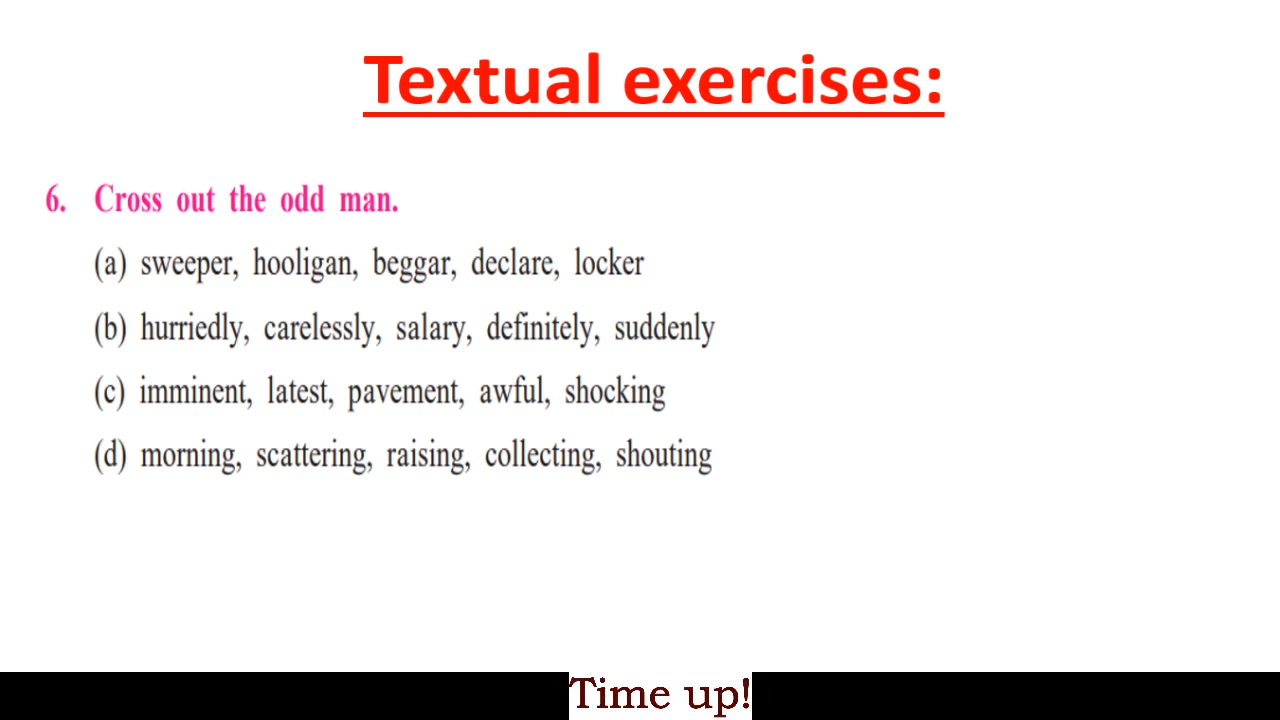 Textual exercises:
6. Cross out the odd man.
(a) sweeper, hooligan, beggar, declare, locker
(b) hurriedly, carelessly, salary, definitely, suddenly
(c) imminent, latest, pavement, awful, shocking
(d) morning, scattering, raising, collecting, shouting
Time up!